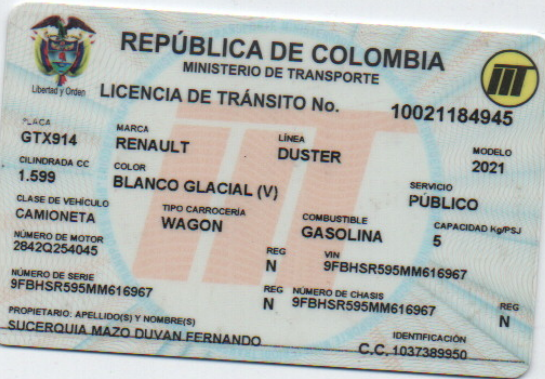 REPÚBLICA DE COLOMBIA
MINISTERIO DE TRANSPORTE
Libertad y Orden
LICENCIA DE TRÁNSITO No. 10021184945
PLACA MARCA LÍNEA MODELO
GTX914 RENAULT DUSTER 2021
CILINDRADA CC COLOR SERVICIO
1.599 BLANCO GLACIAL (V) PÚBLICO
CLASE DE VEHÍCULO TIPO CARROCERÍA COMBUSTIBLE CAPACIDAD Kg/PSJ
CAMIONETA WAGON GASOLINA 5
NÚMERO DE MOTOR REG VIN
2842Q254045 N 9FBHSR595MM616967
NÚMERO DE SERIE REG NÚMERO DE CHASIS REG
9FBHSR595MM616967 N 9FBHSR595MM616967 N
PROPIETARIO: APELLIDO(S) Y NOMBRE(S) IDENTIFICACIÓN
SUCERQUIA MAZO DUVAN FERNANDO C.C. 1037389950